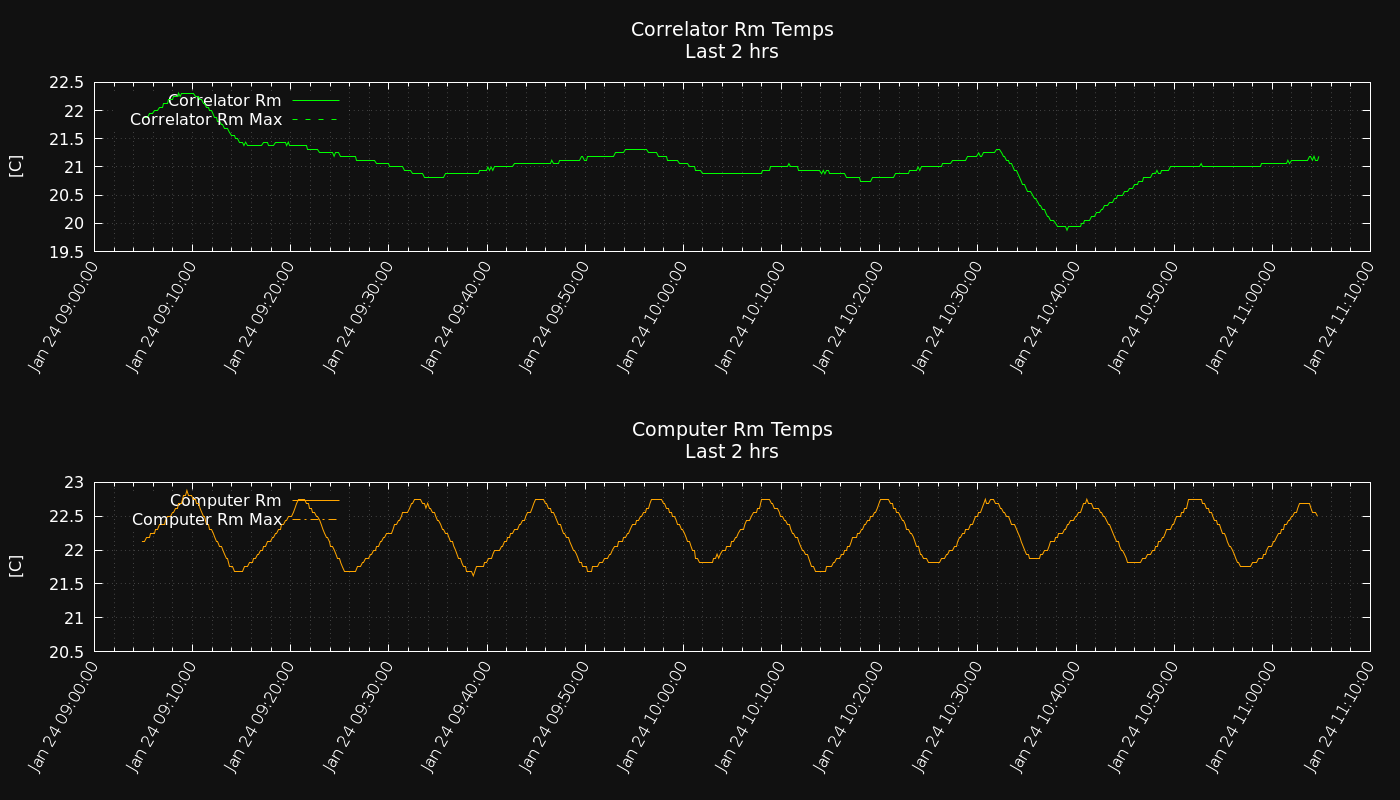 Correlator Rm Temps
Last 2 hrs
22.5
22
21.5
21
20.5
20
19.5
[C]
Correlator Rm
Correlator Rm Max
Jan 24 09:00:00
Jan 24 09:10:00
Jan 24 09:20:00
Jan 24 09:30:00
Jan 24 09:40:00
Jan 24 09:50:00
Jan 24 10:00:00
Jan 24 10:10:00
Jan 24 10:20:00
Jan 24 10:30:00
Jan 24 10:40:00
Jan 24 10:50:00
Jan 24 11:00:00
Jan 24 11:10:00
Computer Rm Temps
Last 2 hrs
23
22.5
22
21.5
21
20.5
[C]
Computer Rm
Computer Rm Max
Jan 24 09:00:00
Jan 24 09:10:00
Jan 24 09:20:00
Jan 24 09:30:00
Jan 24 09:40:00
Jan 24 09:50:00
Jan 24 10:00:00
Jan 24 10:10:00
Jan 24 10:20:00
Jan 24 10:30:00
Jan 24 10:40:00
Jan 24 10:50:00
Jan 24 11:00:00
Jan 24 11:10:00